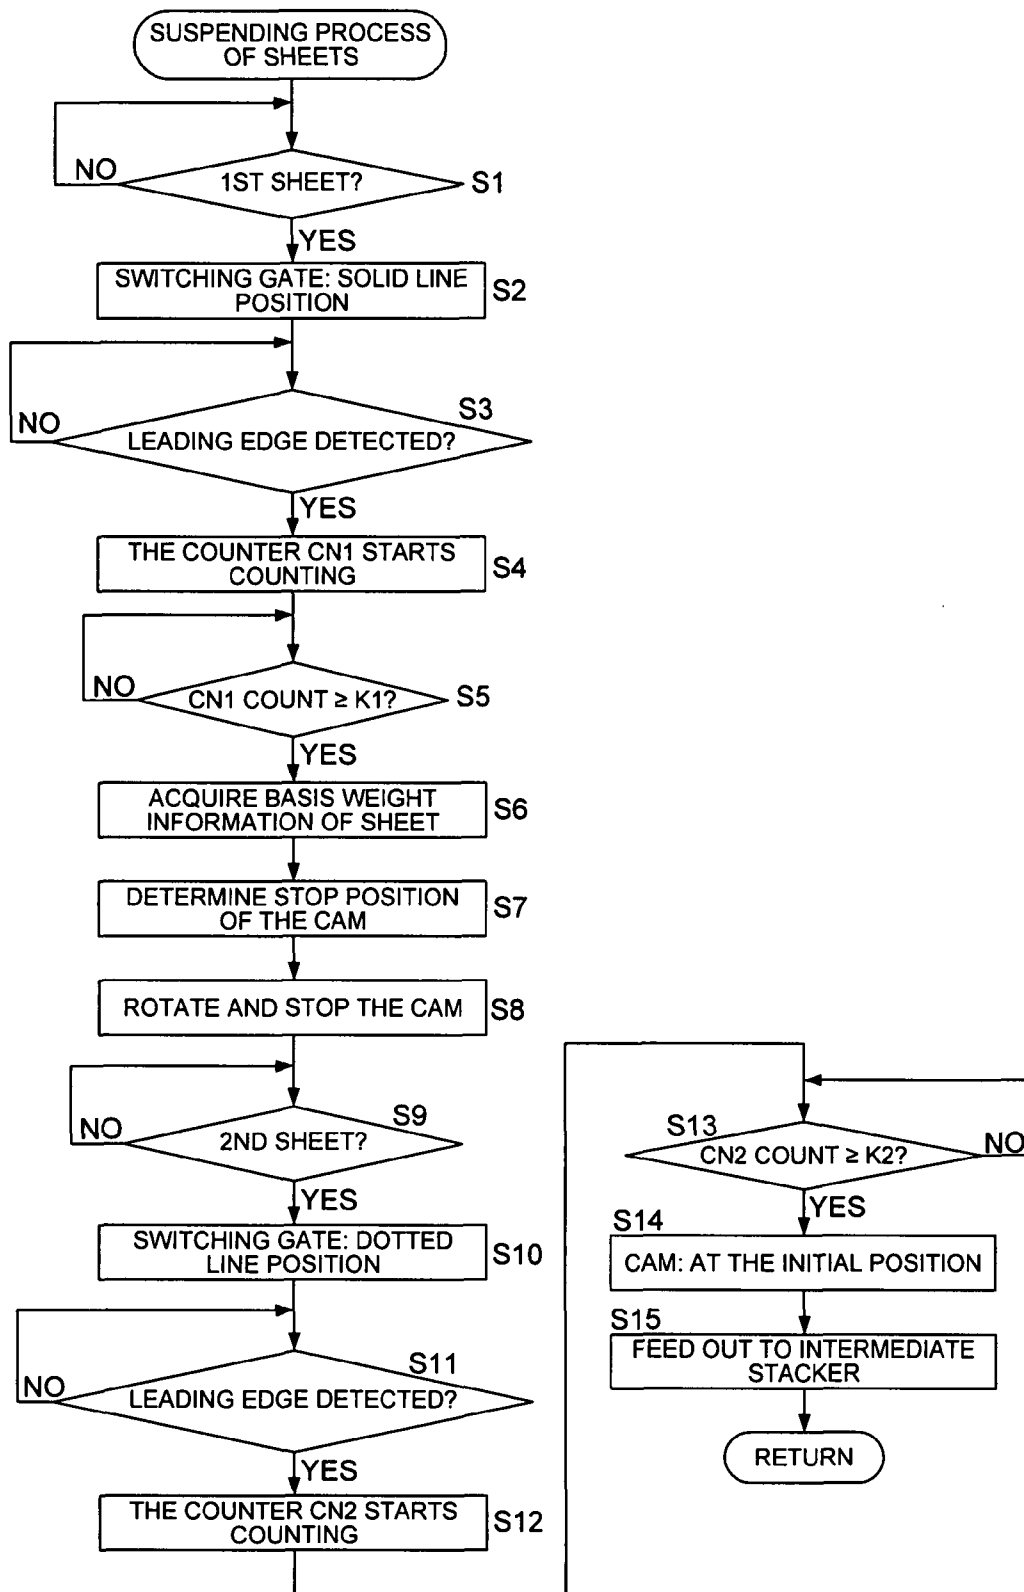 SUSPENDING PROCESS
OF SHEETS
NO
1ST SHEET?
S1
YES
SWITCHING GATE: SOLID LINE
POSITION
S2
S3
NO
LEADING EDGE DETECTED?
YES
THE COUNTER CN1 STARTS
COUNTING
S4
NO
CN1 COUNT ≥ K1?
S5
YES
ACQUIRE BASIS WEIGHT
INFORMATION OF SHEET
S6
DETERMINE STOP POSITION
OF THE CAM
S7
ROTATE AND STOP THE CAM
S8
S9
NO
2ND SHEET?
YES
SWITCHING GATE: DOTTED
LINE POSITION
S10
S11
NO
LEADING EDGE DETECTED?
YES
THE COUNTER CN2 STARTS
COUNTING
S12
S13
CN2 COUNT ≥ K2?
NO
YES
S14
CAM: AT THE INITIAL POSITION
S15
FEED OUT TO INTERMEDIATE
STACKER
RETURN